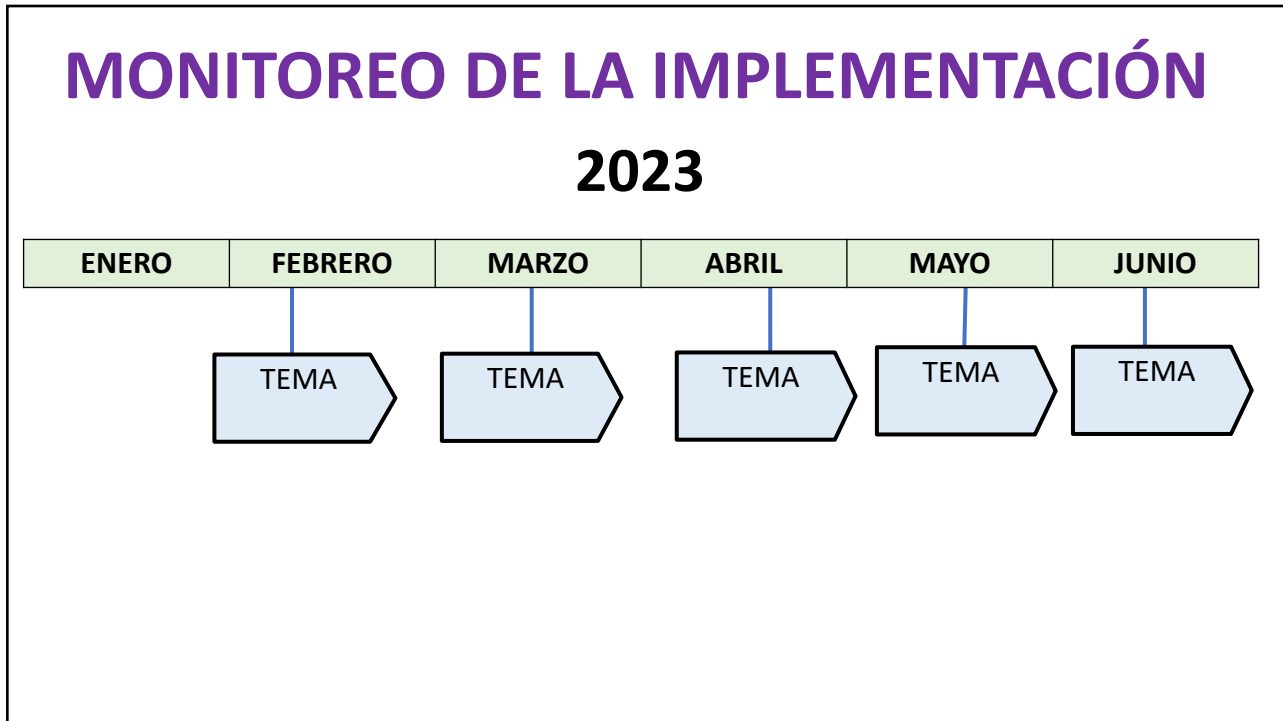 MONITOREO DE LA IMPLEMENTACIÓN
2023
ENERO FEBRERO MARZO ABRIL MAYO JUNIO
TEMA TEMA TEMA TEMA TEMA